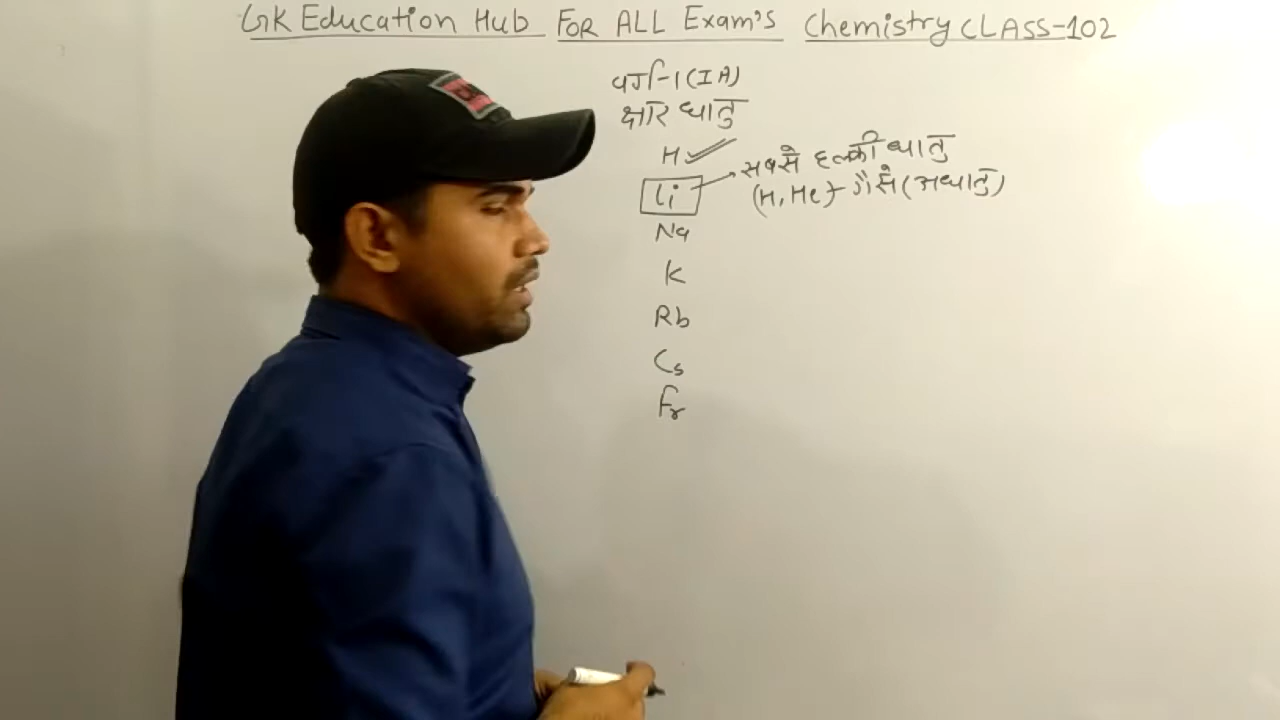 GK Education Hub FOR ALL Exam's Chemistry CLASS-102
वर्ग-1(IA)
क्षार धातु
H
Li → सबसे हल्की धातु
(H, He)- गैसे (अधातु)
Na
K
Rb
Cs
Fr